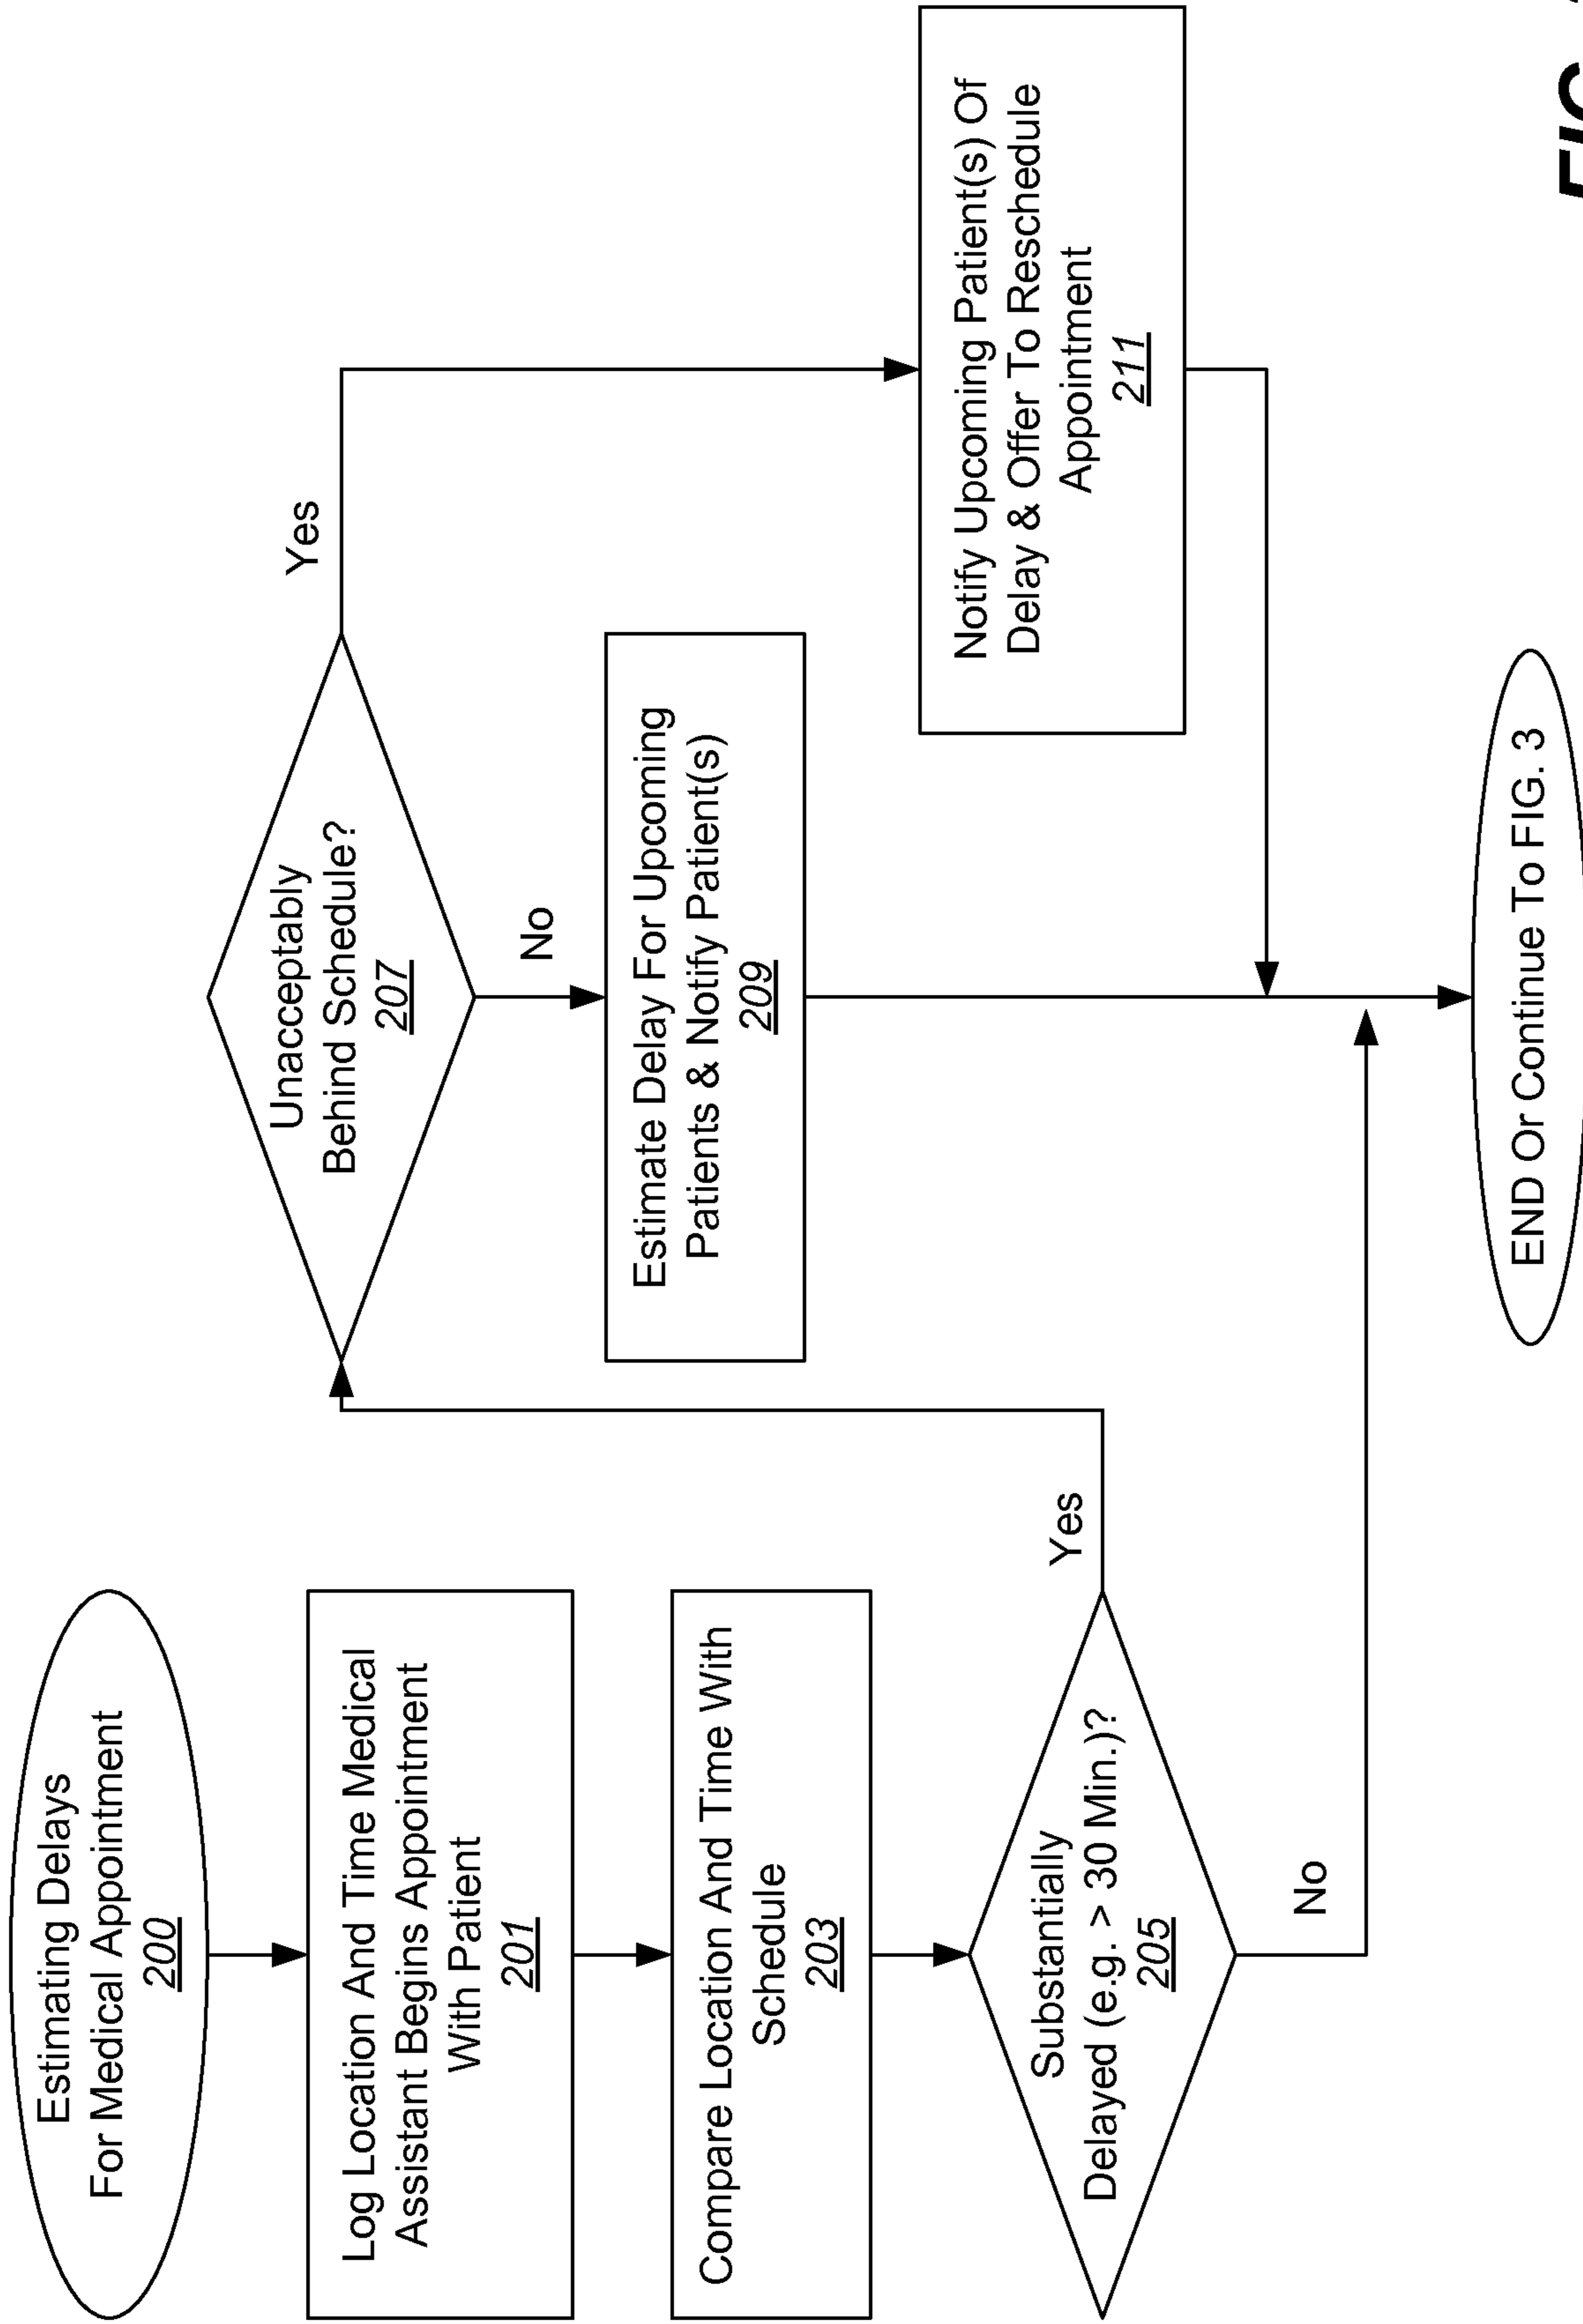 Estimating Delays
For Medical Appointment
200
Log Location And Time Medical
Assistant Begins Appointment
With Patient
201
Compare Location And Time With
Schedule
203
Substantially
Delayed (e.g. > 30 Min.)?
205
Yes
No
Unacceptably
Behind Schedule?
207
Yes
No
Estimate Delay For Upcoming
Patients & Notify Patient(s)
209
Notify Upcoming Patient(s) Of
Delay & Offer To Reschedule
Appointment
211
END Or Continue To FIG. 3